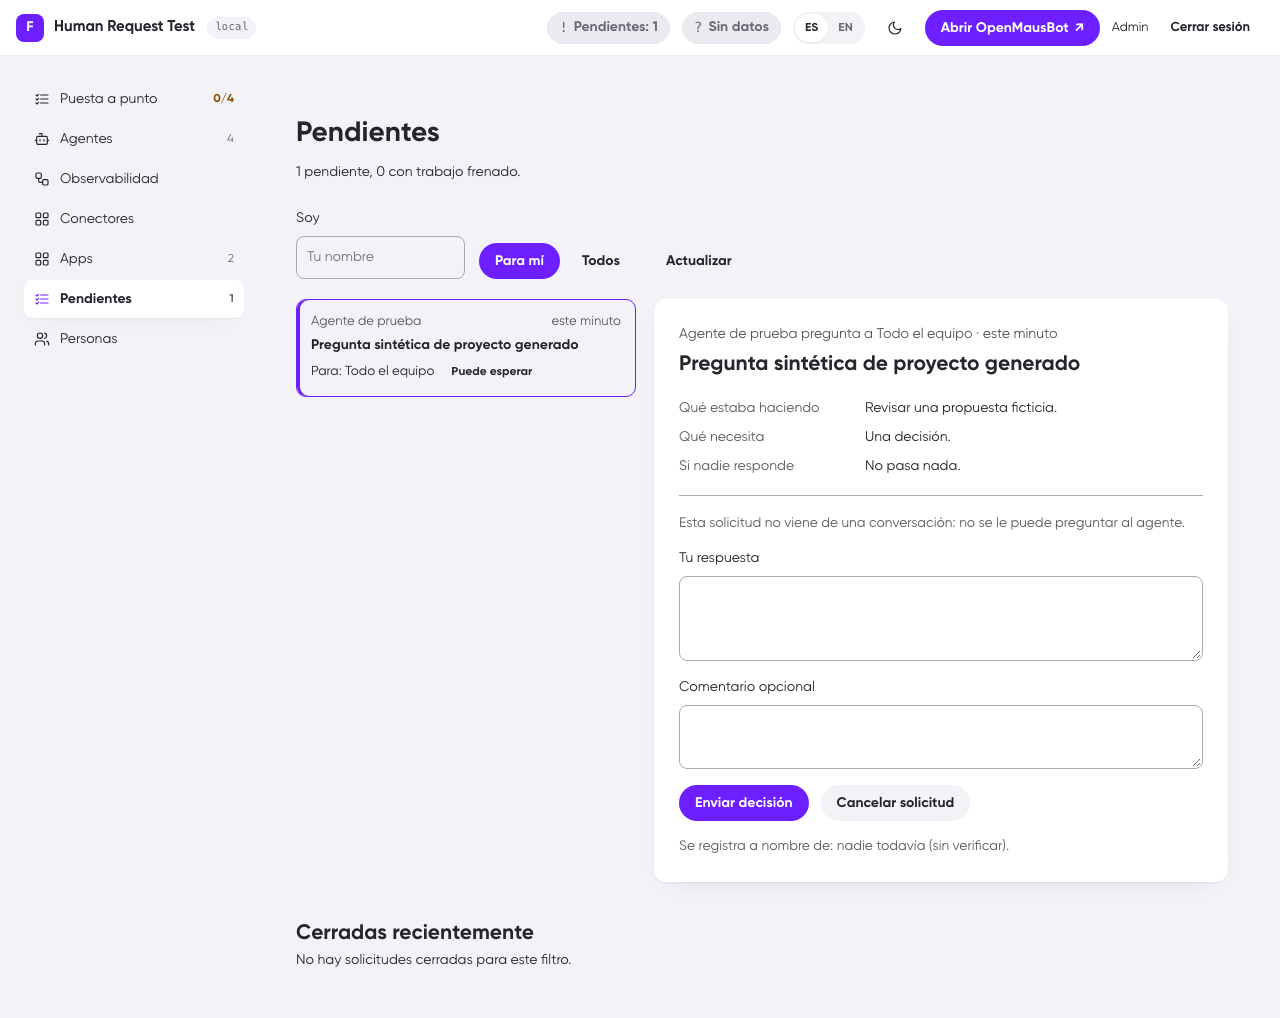 F Human Request Test local ! Pendientes: 1 ? Sin datos ES EN Abrir OpenMausBot ↗ Admin Cerrar sesión
Puesta a punto 0/4
Agentes 4
Observabilidad
Conectores
Apps 2
Pendientes 1
Personas
Pendientes
1 pendiente, 0 con trabajo frenado.
Soy
Tu nombre Para mí Todos Actualizar
Agente de prueba este minuto
Pregunta sintética de proyecto generado
Para: Todo el equipo Puede esperar
Agente de prueba pregunta a Todo el equipo · este minuto
Pregunta sintética de proyecto generado
Qué estaba haciendo Revisar una propuesta ficticia.
Qué necesita Una decisión.
Si nadie responde No pasa nada.
Esta solicitud no viene de una conversación: no se le puede preguntar al agente.
Tu respuesta
Comentario opcional
Enviar decisión Cancelar solicitud
Se registra a nombre de: nadie todavía (sin verificar).
Cerradas recientemente
No hay solicitudes cerradas para este filtro.